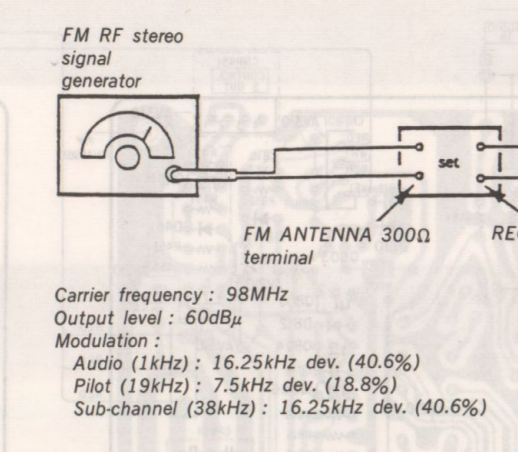 FM RF stereo
signal
generator
set
FM ANTENNA 300Ω
terminal
Carrier frequency : 98MHz
Output level : 60dBμ
Modulation :
Audio (1kHz) : 16.25kHz dev. (40.6%)
Pilot (19kHz) : 7.5kHz dev. (18.8%)
Sub-channel (38kHz) : 16.25kHz dev. (40.6%)